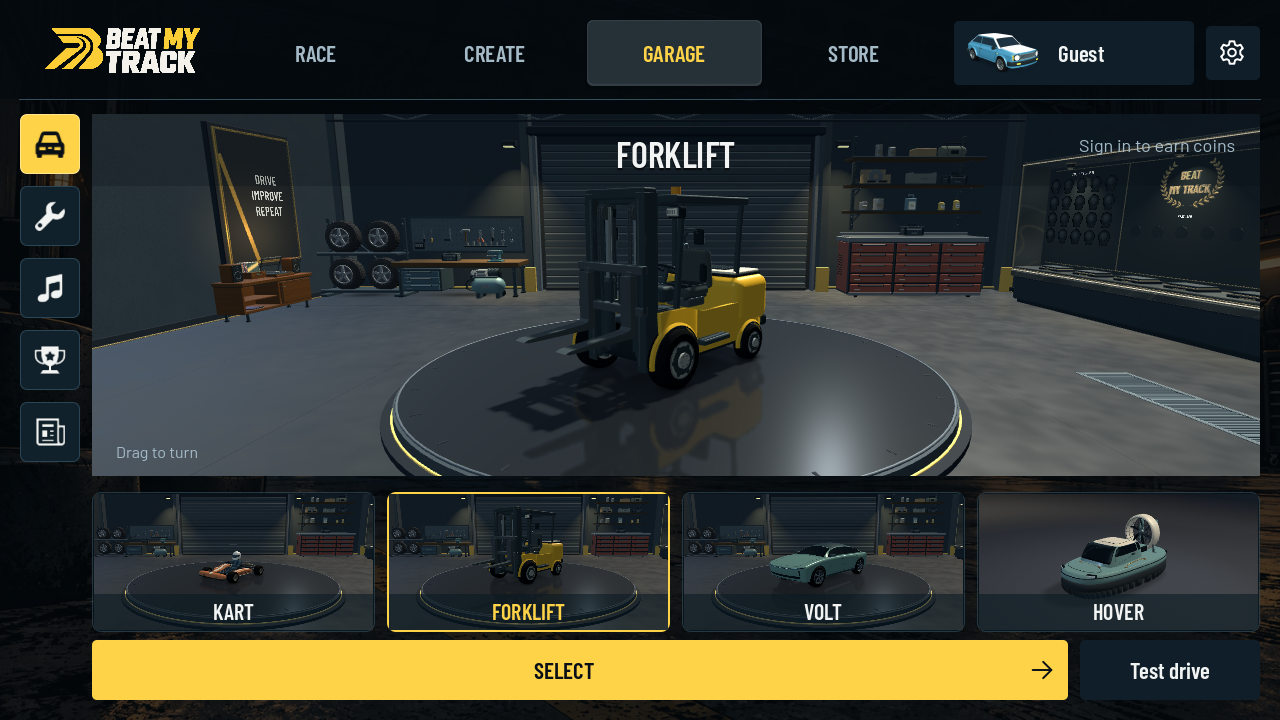 BEAT MY TRACK
RACE
CREATE
GARAGE
STORE
Guest
FORKLIFT
Sign in to earn coins
DRIVE
IMPROVE
REPEAT
BEAT
MY TRACK
Drag to turn
KART
FORKLIFT
VOLT
HOVER
SELECT
Test drive